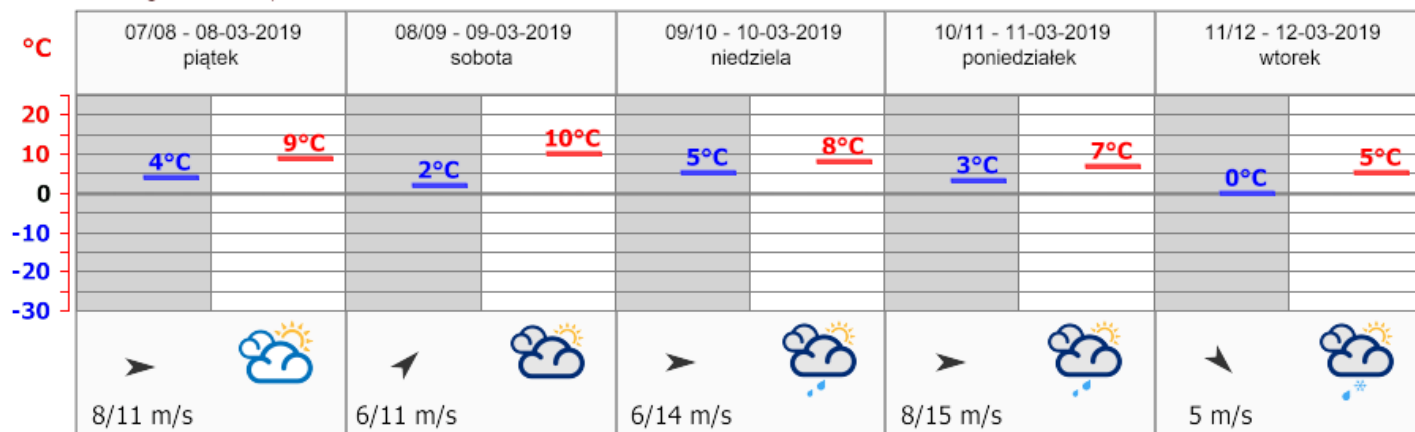 °C
07/08 - 08-03-2019
piątek
08/09 - 09-03-2019
sobota
09/10 - 10-03-2019
niedziela
10/11 - 11-03-2019
poniedziałek
11/12 - 12-03-2019
wtorek
20
10
0
-10
-20
-30
4°C 9°C 2°C 10°C 5°C 8°C 3°C 7°C 0°C 5°C
8/11 m/s 6/11 m/s 6/14 m/s 8/15 m/s 5 m/s